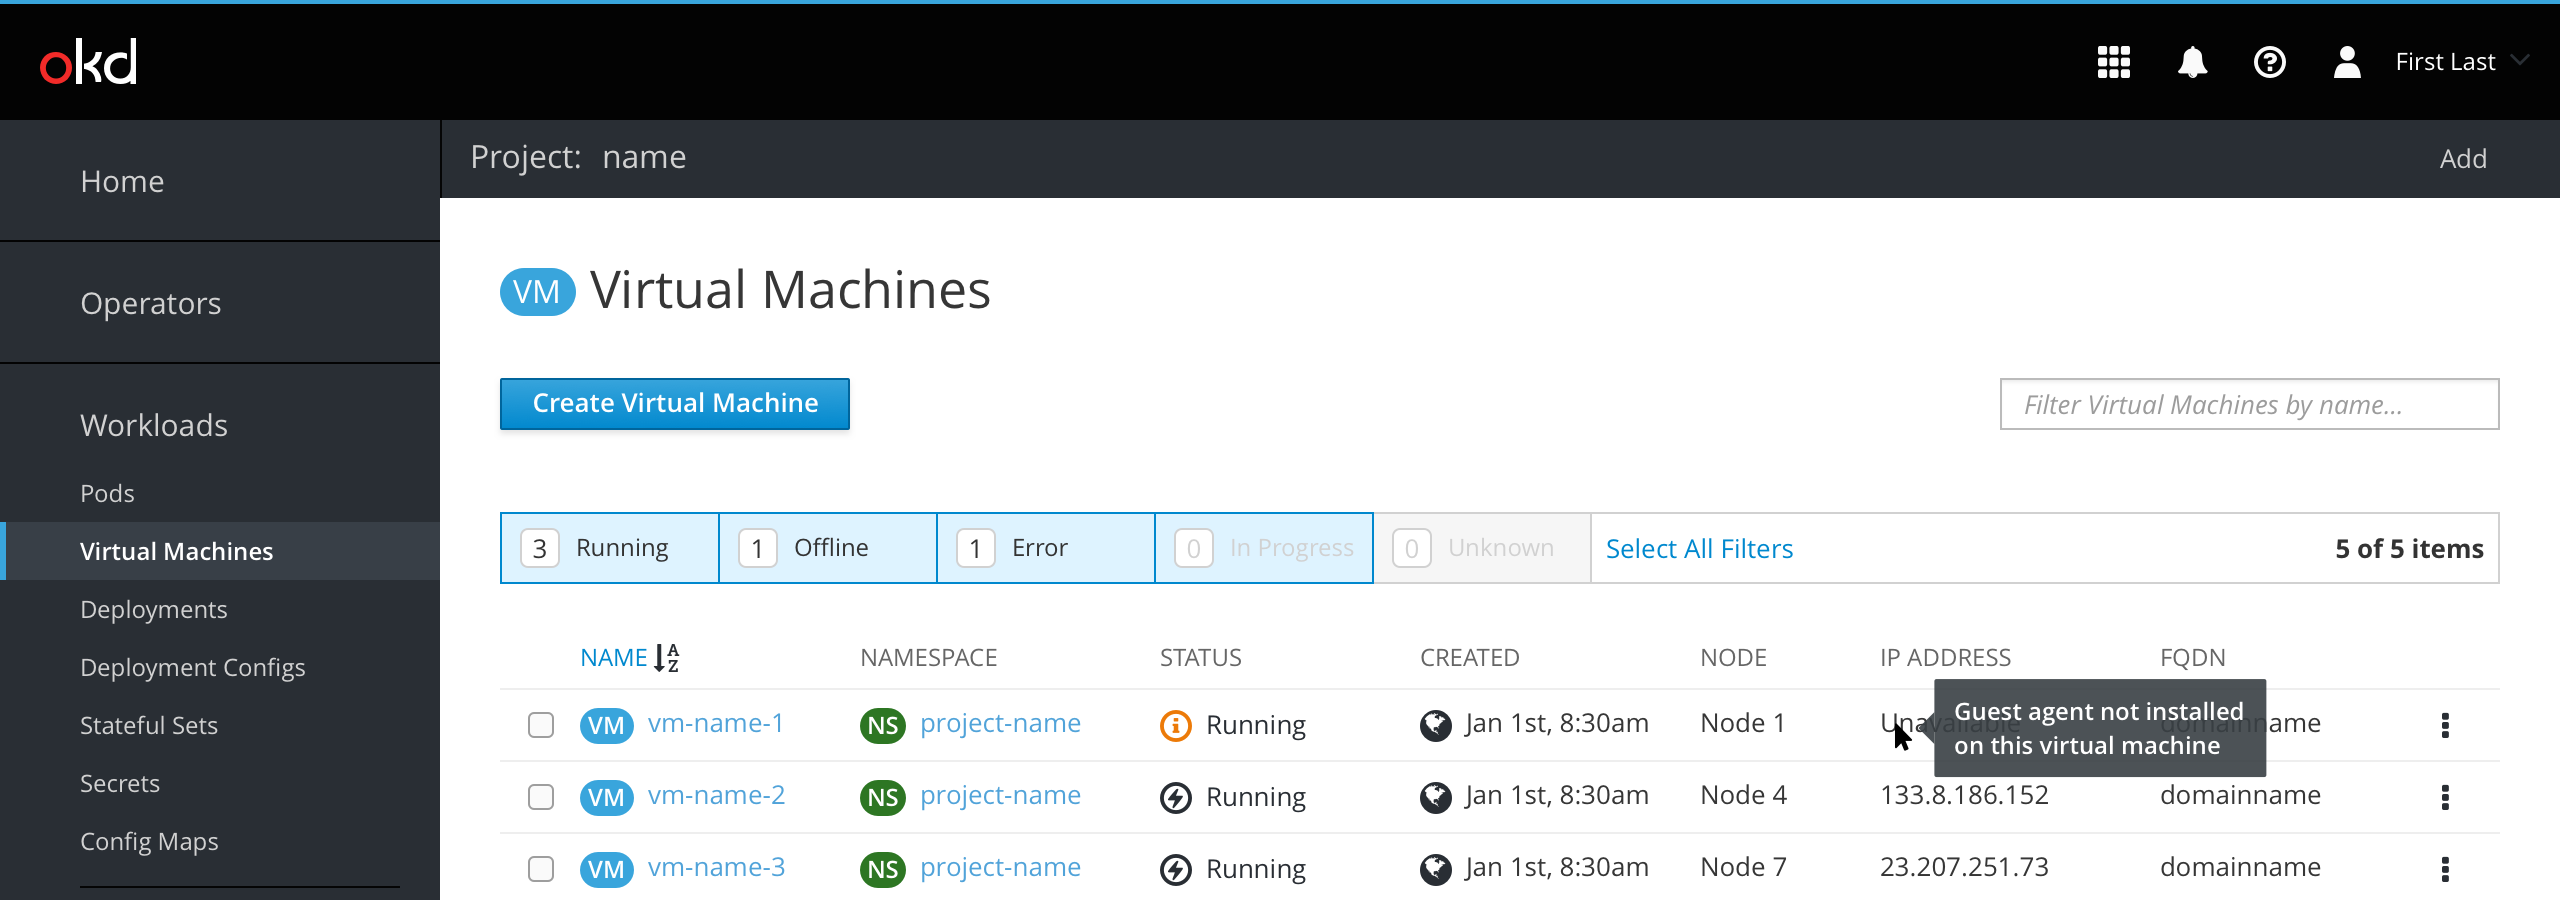 okd
First Last
Project: name
Add
Home
Operators
Workloads
Pods
Virtual Machines
Deployments
Deployment Configs
Stateful Sets
Secrets
Config Maps
VM Virtual Machines
Create Virtual Machine
Filter Virtual Machines by name...
3 Running
1 Offline
1 Error
0 In Progress
0 Unknown
Select All Filters
5 of 5 items
NAME A Z NAMESPACE STATUS CREATED NODE IP ADDRESS FQDN
VM vm-name-1 NS project-name Running Jan 1st, 8:30am Node 1 Unavailable domainname
Guest agent not installed
on this virtual machine
VM vm-name-2 NS project-name Running Jan 1st, 8:30am Node 4 133.8.186.152 domainname
VM vm-name-3 NS project-name Running Jan 1st, 8:30am Node 7 23.207.251.73 domainname